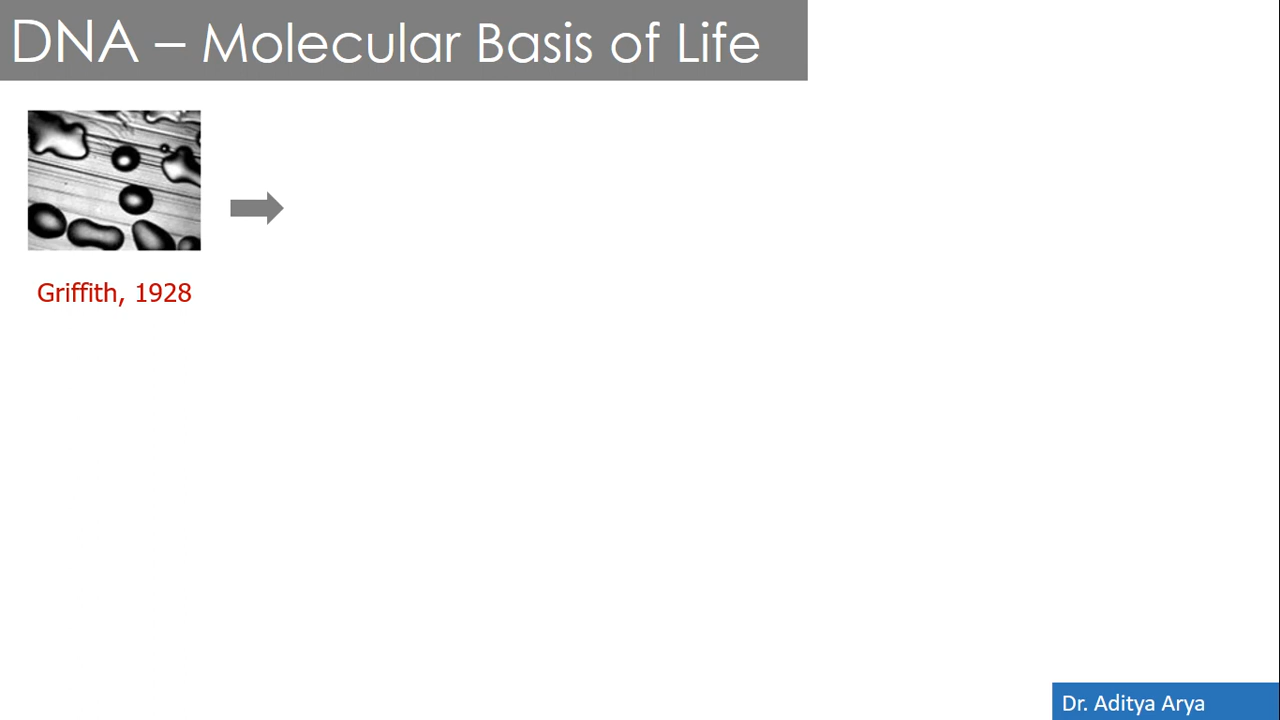 DNA – Molecular Basis of Life
Griffith, 1928
Dr. Aditya Arya